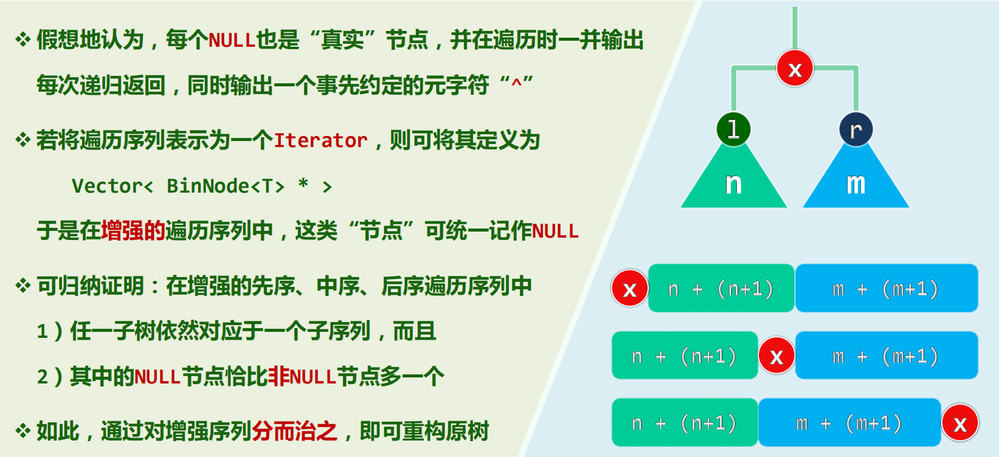 ❖ 假想地认为，每个NULL也是“真实”节点，并在遍历时一并输出
每次递归返回，同时输出一个事先约定的元字符“^”
❖ 若将遍历序列表示为一个Iterator，则可将其定义为
Vector< BinNode<T> * >
于是在增强的遍历序列中，这类“节点”可统一记作NULL
❖ 可归纳证明：在增强的先序、中序、后序遍历序列中
1）任一子树依然对应于一个子序列，而且
2）其中的NULL节点恰比非NULL节点多一个
❖ 如此，通过对增强序列分而治之，即可重构原树
x
l r
n m
x n + (n+1) m + (m+1)
n + (n+1) x m + (m+1)
n + (n+1) m + (m+1) x